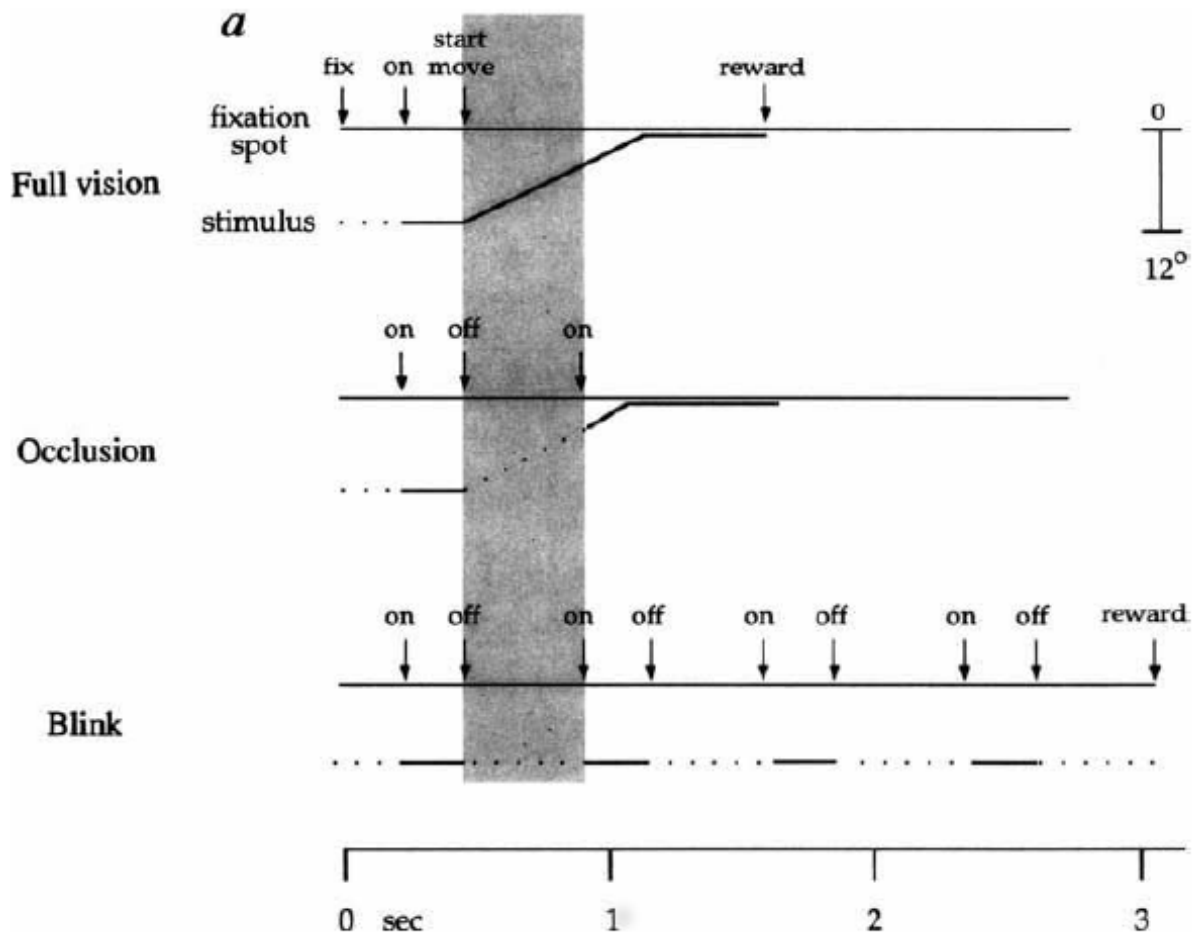 a
start
fix on move reward
fixation
spot
0
Full vision
stimulus
12°
on off on
Occlusion
on off on off on off on off reward
Blink
0 sec 1 2 3